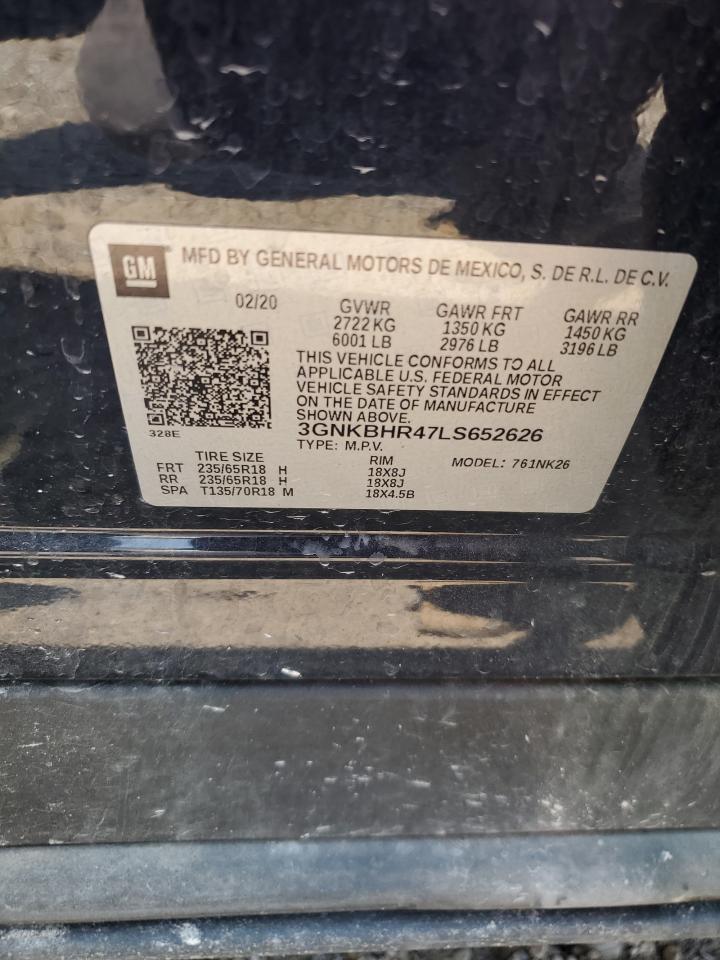 GM MFD BY GENERAL MOTORS DE MEXICO, S. DE R.L. DE C.V.
02/20 GVWR GAWR FRT GAWR RR
2722 KG 1350 KG 1450 KG
6001 LB 2976 LB 3196 LB
THIS VEHICLE CONFORMS TO ALL
APPLICABLE U.S. FEDERAL MOTOR
VEHICLE SAFETY STANDARDS IN EFFECT
ON THE DATE OF MANUFACTURE
SHOWN ABOVE.
328E
3GNKBHR47LS652626
TYPE: M.P.V.
MODEL: 761NK26
TIRE SIZE RIM
FRT 235/65R18 H 18X8J
RR 235/65R18 H 18X8J
SPA T135/70R18 M 18X4.5B